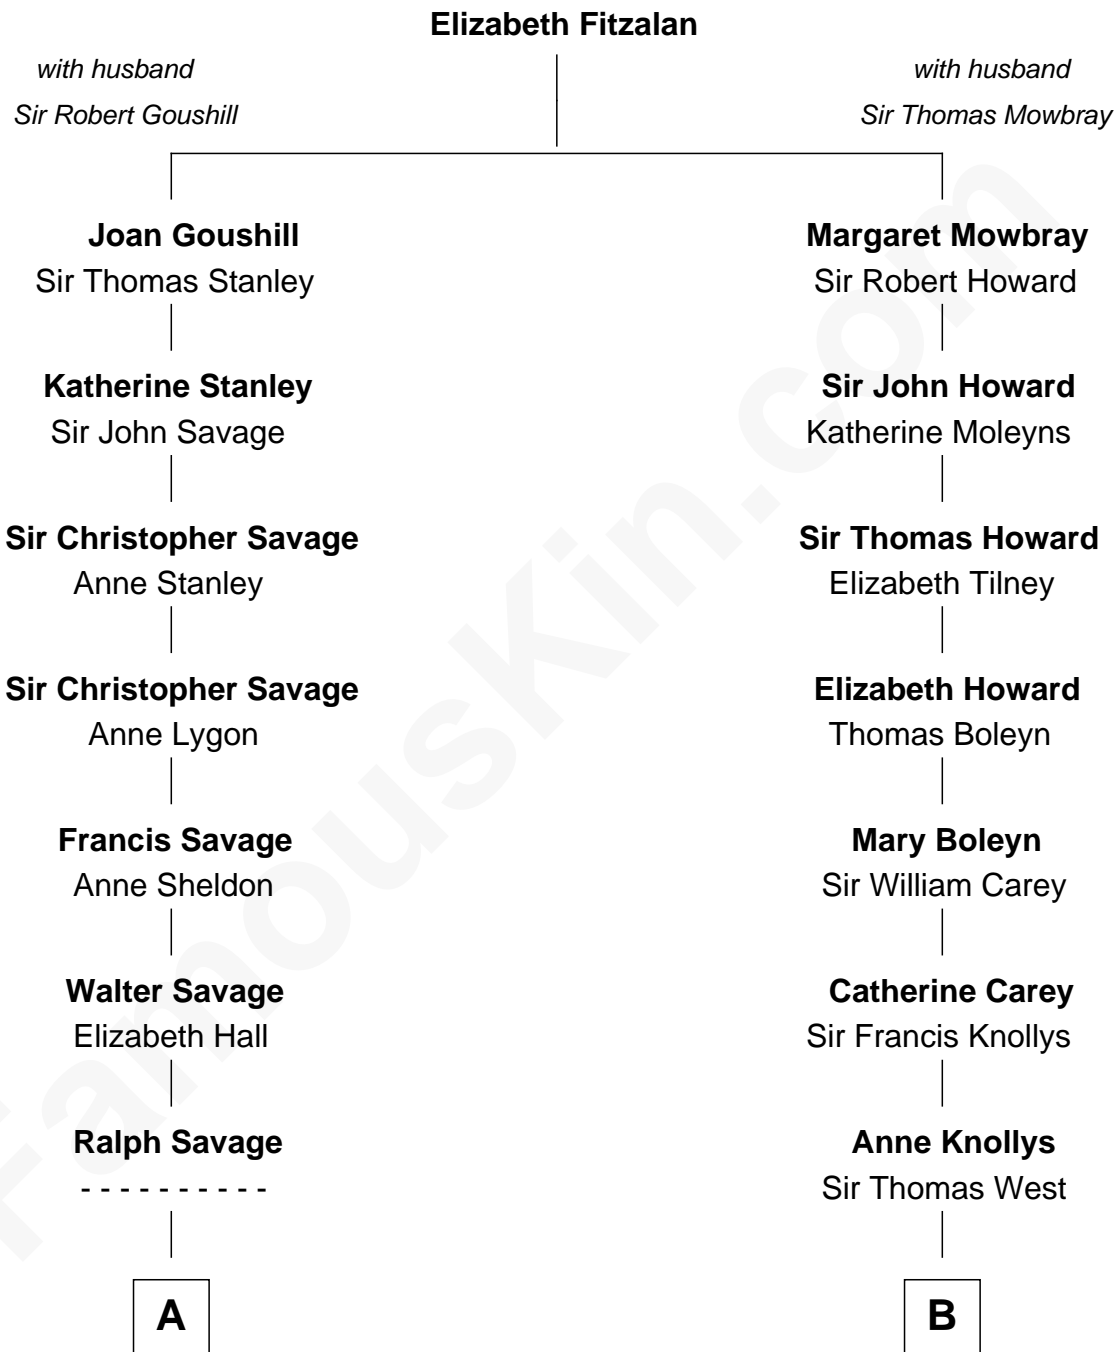 Elizabeth Fitzalan
with husband
Sir Robert Goushill
with husband
Sir Thomas Mowbray
Joan Goushill
Sir Thomas Stanley
Margaret Mowbray
Sir Robert Howard
Katherine Stanley
Sir John Savage
Sir John Howard
Katherine Moleyns
Sir Christopher Savage
Anne Stanley
Sir Thomas Howard
Elizabeth Tilney
Sir Christopher Savage
Anne Lygon
Elizabeth Howard
Thomas Boleyn
Francis Savage
Anne Sheldon
Mary Boleyn
Sir William Carey
Walter Savage
Elizabeth Hall
Catherine Carey
Sir Francis Knollys
Ralph Savage
- - - - - - - - - -
Anne Knollys
Sir Thomas West
A
B
FamousKin.com